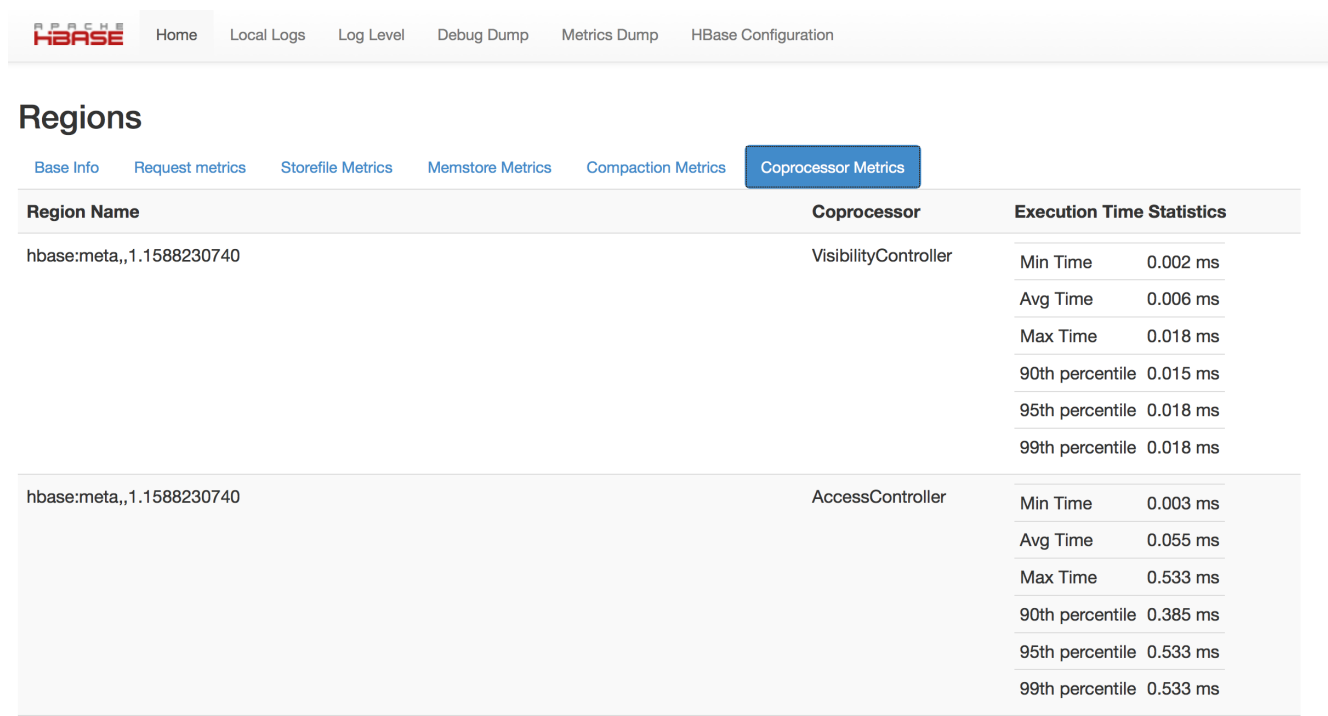 APACHE
HBASE Home Local Logs Log Level Debug Dump Metrics Dump HBase Configuration
Regions
Base Info Request metrics Storefile Metrics Memstore Metrics Compaction Metrics Coprocessor Metrics
Region Name Coprocessor Execution Time Statistics
hbase:meta,,1.1588230740 VisibilityController
Min Time 0.002 ms
Avg Time 0.006 ms
Max Time 0.018 ms
90th percentile 0.015 ms
95th percentile 0.018 ms
99th percentile 0.018 ms
hbase:meta,,1.1588230740 AccessController
Min Time 0.003 ms
Avg Time 0.055 ms
Max Time 0.533 ms
90th percentile 0.385 ms
95th percentile 0.533 ms
99th percentile 0.533 ms